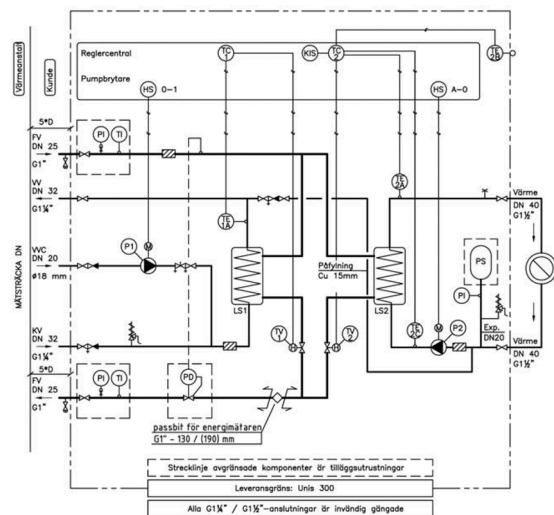 Värmeanstalt
Kunde
MÄTSTRÄCKA DN
Reglercentral
Pumpbrytare
HS 0-1
TC 1
KIS
TC 2
HS A-0
TE 2B
5*D
FV
DN 25
G1"
PI
TI
VV
DN 32
G1¼"
VVC
DN 20
ø18 mm
P1
M
TE 1A
LS1
Påfyllning
Cu 15mm
TE 2A
LS2
TV 1
TV 2
M
P2
PS
PI
Exp.
DN20
Värme
DN 40
G1½"
Värme
DN 40
G1½"
KV
DN 32
G1¼"
5*D
FV
DN 25
G1"
PI
TI
PD
passbit för energimätaren
G1" - 130 / (190) mm
Strecklinje avgränsade komponenter är tilläggsutrustningar
Leveransgräns: Unis 300
Alla G1¼" / G1½"-anslutningar är invändig gängade